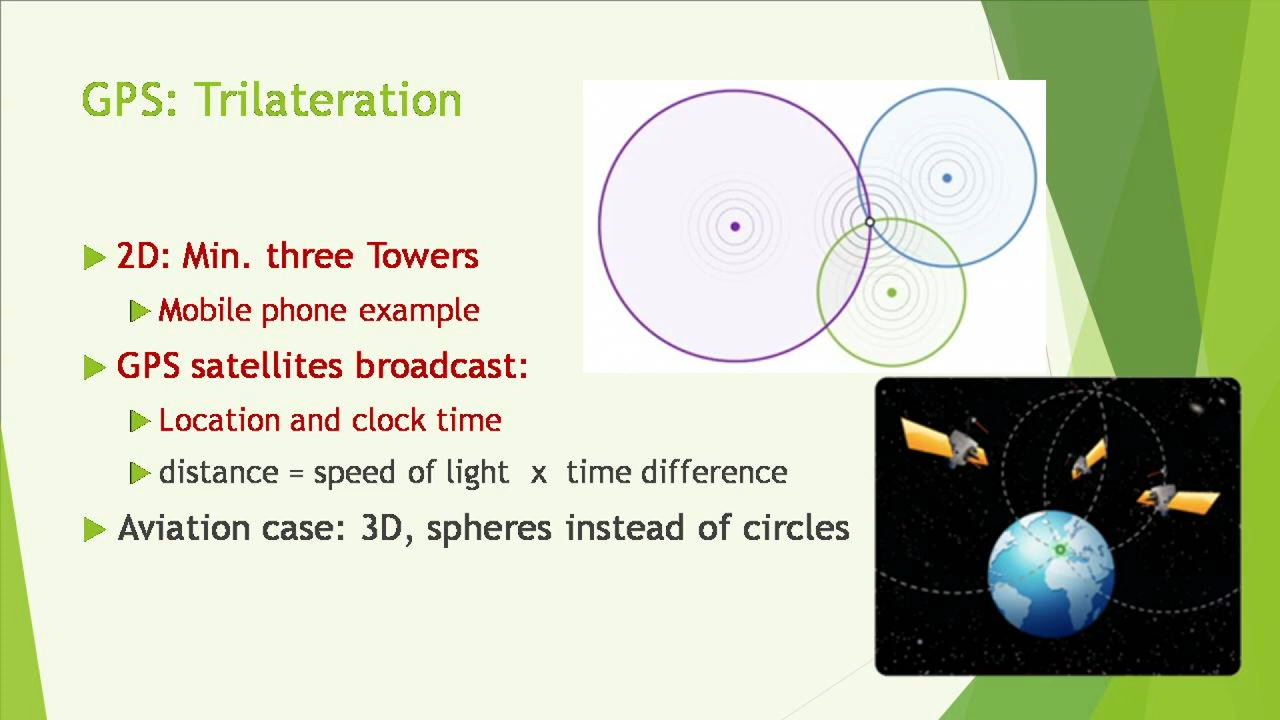 GPS: Trilateration
2D: Min. three Towers
Mobile phone example
GPS satellites broadcast:
Location and clock time
distance = speed of light x time difference
Aviation case: 3D, spheres instead of circles